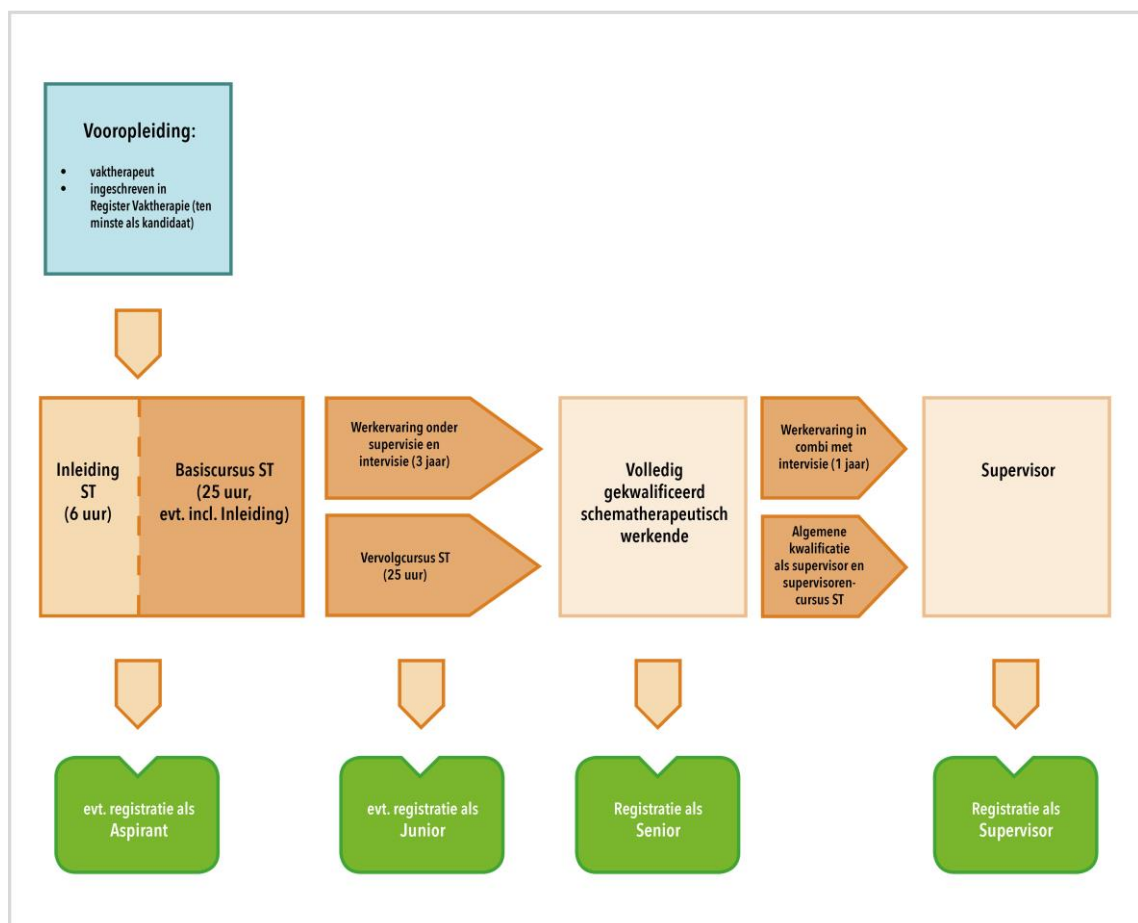 Vooropleiding:
• vaktherapeut
• ingeschreven in
Register Vaktherapie (ten
minste als kandidaat)
Inleiding
ST
(6 uur)
Basiscursus ST
(25 uur,
evt. incl. Inleiding)
Werkervaring onder
supervisie en
intervisie (3 jaar)
Vervolgcursus ST
(25 uur)
Volledig
gekwalificeerd
schematherapeutisch
werkende
Werkervaring in
combi met
intervisie (1 jaar)
Algemene
kwalificatie
als supervisor en
supervisoren-
cursus ST
Supervisor
evt. registratie als
Aspirant
evt. registratie als
Junior
Registratie als
Senior
Registratie als
Supervisor